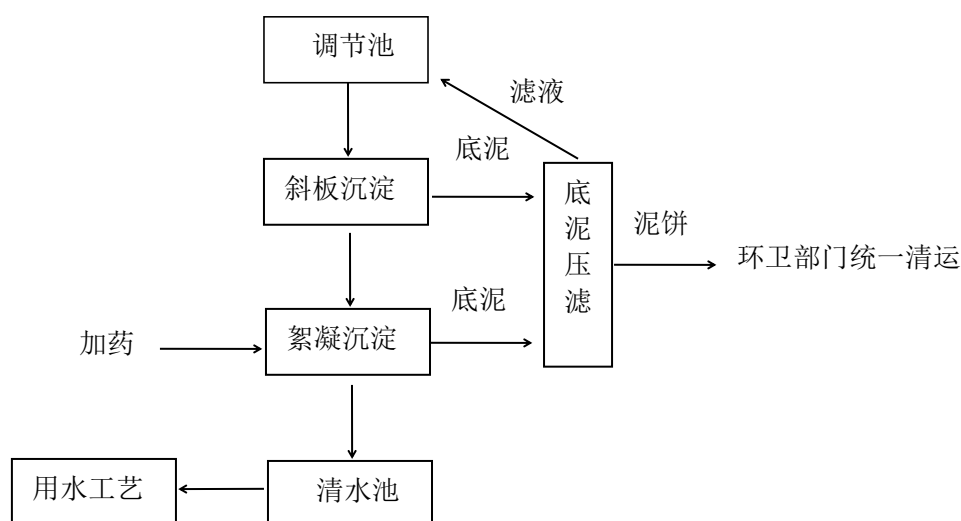 调节池
滤液
底泥
斜板沉淀
底泥压滤
泥饼
环卫部门统一清运
底泥
加药
絮凝沉淀
用水工艺
清水池